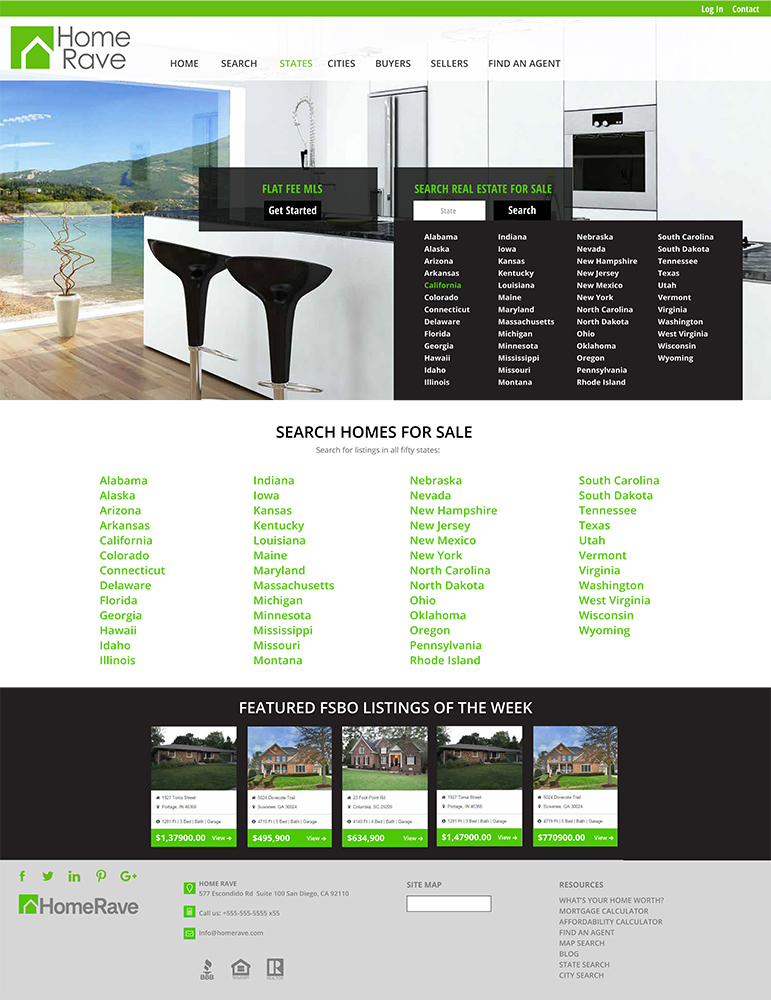 Log In Contact
Home
Rave
HOME SEARCH STATES CITIES BUYERS SELLERS FIND AN AGENT
FLAT FEE MLS
Get Started
SEARCH REAL ESTATE FOR SALE
State Search
Alabama Indiana Nebraska South Carolina
Alaska Iowa Nevada South Dakota
Arizona Kansas New Hampshire Tennessee
Arkansas Kentucky New Jersey Texas
California Louisiana New Mexico Utah
Colorado Maine New York Vermont
Connecticut Maryland North Carolina Virginia
Delaware Massachusetts North Dakota Washington
Florida Michigan Ohio West Virginia
Georgia Minnesota Oklahoma Wisconsin
Hawaii Mississippi Oregon Wyoming
Idaho Missouri Pennsylvania
Illinois Montana Rhode Island
SEARCH HOMES FOR SALE
Search for listings in all fifty states:
Alabama Indiana Nebraska South Carolina
Alaska Iowa Nevada South Dakota
Arizona Kansas New Hampshire Tennessee
Arkansas Kentucky New Jersey Texas
California Louisiana New Mexico Utah
Colorado Maine New York Vermont
Connecticut Maryland North Carolina Virginia
Delaware Massachusetts North Dakota Washington
Florida Michigan Ohio West Virginia
Georgia Minnesota Oklahoma Wisconsin
Hawaii Mississippi Oregon Wyoming
Idaho Missouri Pennsylvania
Illinois Montana Rhode Island
FEATURED FSBO LISTINGS OF THE WEEK
1927 Toma Street
Portage, IN 46368
1281 Ft | 3 Bed | Bath | Garage
$1,37900.00 View
5024 Dovecote Trail
Suwanee, GA 30024
4719 Ft | 5 Bed | Bath | Garage
$495,900 View
23 Foot Point Rd
Columbia, SC 29209
4149 Ft | 4 Bed | Bath | Garage
$634,900 View
1927 Toma Street
Portage, IN 46368
1281 Ft | 3 Bed | Bath | Garage
$1,47900.00 View
5024 Dovecote Trail
Suwanee, GA 30024
4719 Ft | 5 Bed | Bath | Garage
$770900.00 View
HomeRave
HOME RAVE
577 Escondido Rd Suite 100 San Diego, CA 92110
Call us: +555-555-5555 x55
Info@homerave.com
BBB
REALTOR
SITE MAP
RESOURCES
WHAT'S YOUR HOME WORTH?
MORTGAGE CALCULATOR
AFFORDABILITY CALCULATOR
FIND AN AGENT
MAP SEARCH
BLOG
STATE SEARCH
CITY SEARCH